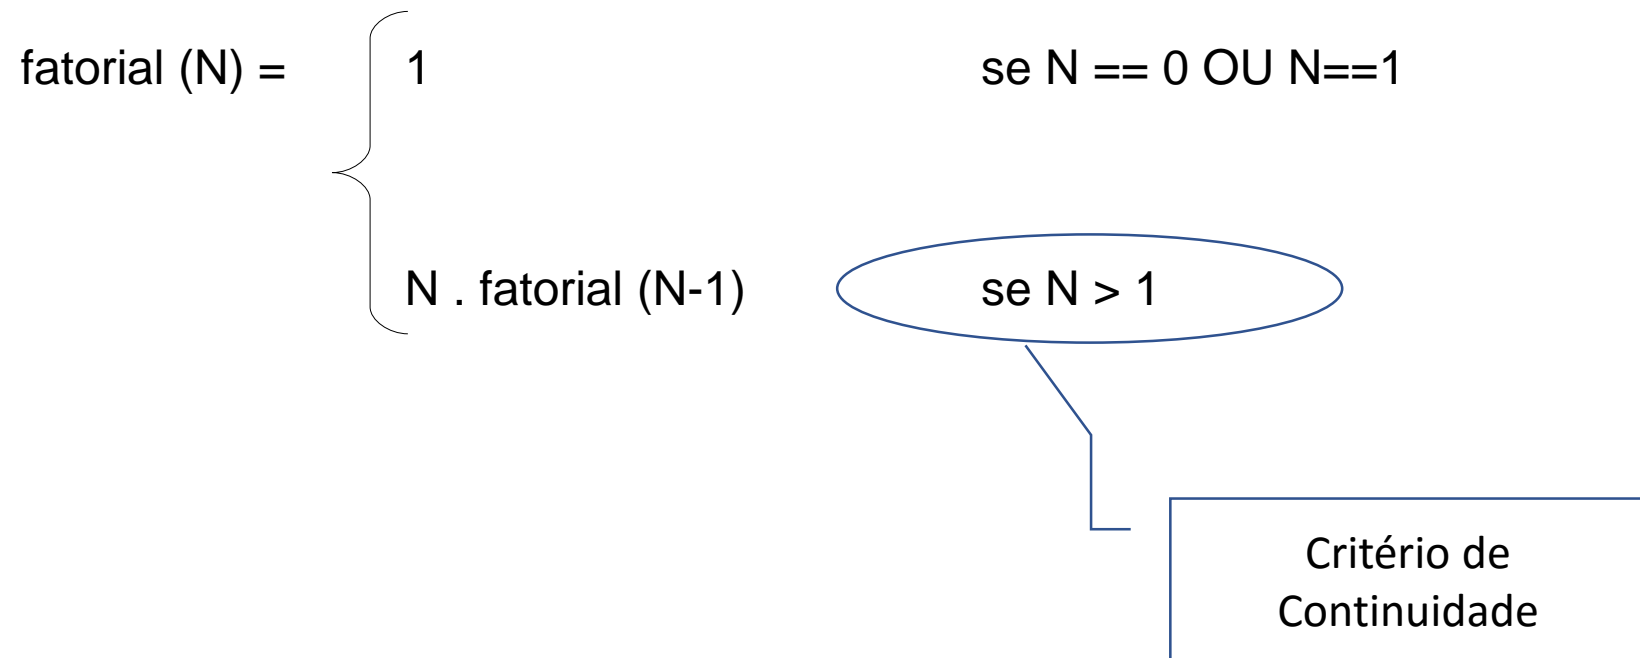 fatorial (N) = 1 se N == 0 OU N==1
N . fatorial (N-1) se N > 1
Critério de
Continuidade